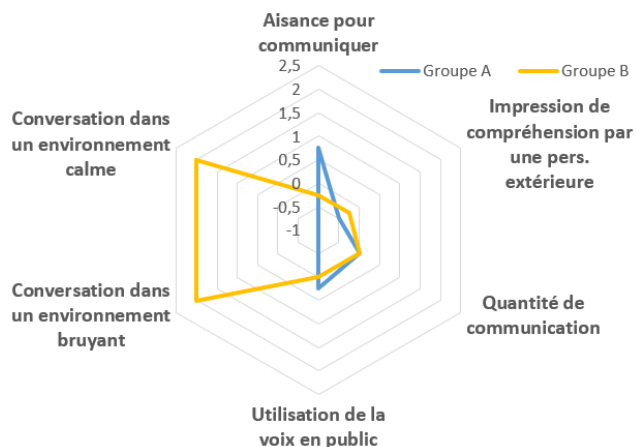 Aisance pour
communiquer
2,5
2
1,5
1
0,5
0
-0,5
-1
Groupe A
Groupe B
Impression de
compréhension par
une pers.
extérieure
Quantité de
communication
Utilisation de la
voix en public
Conversation dans
un environnement
bruyant
Conversation dans
un environnement
calme